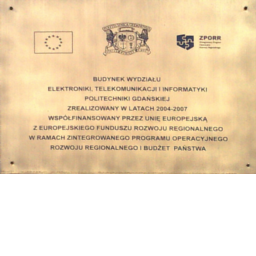 ZPORR
BUDYNEK WYDZIAŁU
ELEKTRONIKI, TELEKOMUNIKACJI I INFORMATYKI
POLITECHNIKI GDAŃSKIEJ
ZREALIZOWANY W LATACH 2004-2007
WSPÓŁFINANSOWANY PRZEZ UNIĘ EUROPEJSKĄ
Z EUROPEJSKIEGO FUNDUSZU ROZWOJU REGIONALNEGO
W RAMACH ZINTEGROWANEGO PROGRAMU OPERACYJNEGO
ROZWOJU REGIONALNEGO I BUDŻET PAŃSTWA